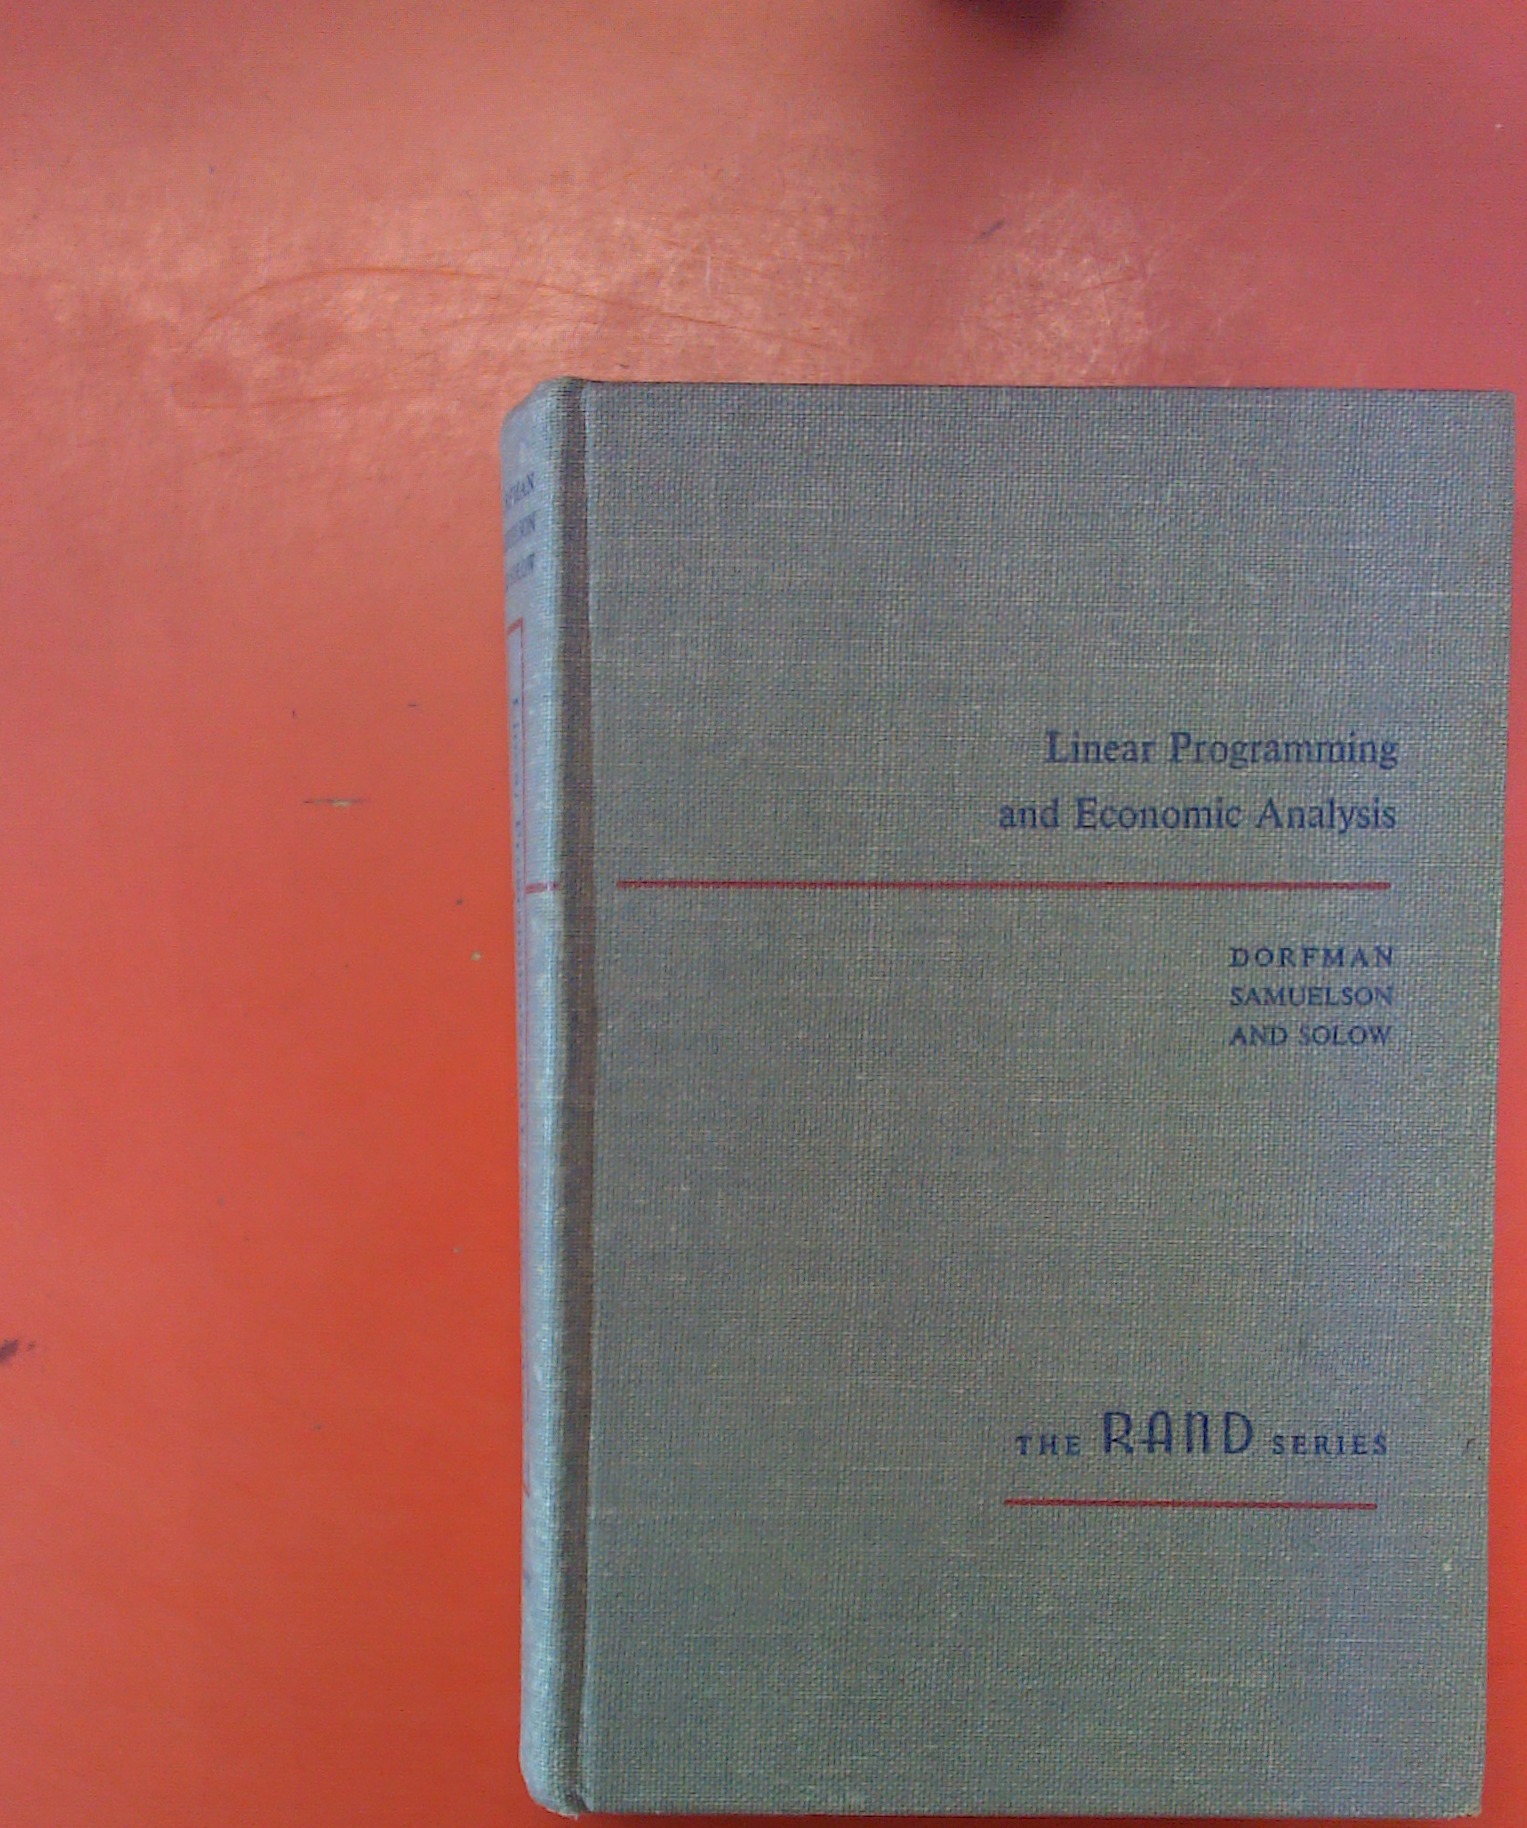 Linear Programming
and Economic Analysis
DORFMAN
SAMUELSON
AND SOLOW
THE RAND SERIES